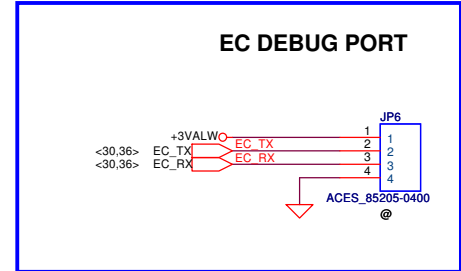 EC DEBUG PORT
JP6
+3VALW 1 1
<30,36> EC_TX EC_TX 2 2
<30,36> EC_RX EC_RX 3 3
4 4
ACES_85205-0400
@